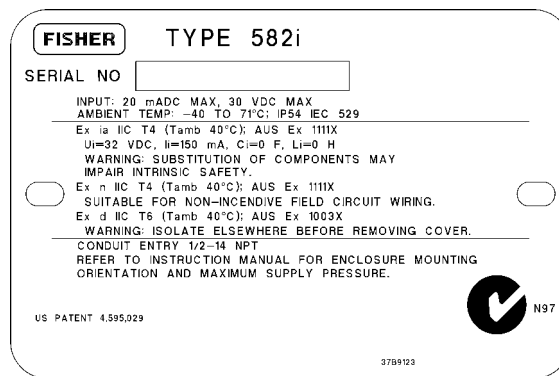 FISHER TYPE 582i
SERIAL NO
INPUT: 20 mADC MAX, 30 VDC MAX
AMBIENT TEMP: -40 TO 71°C; IP54 IEC 529
Ex ia IIC T4 (Tamb 40°C); AUS Ex 1111X
Ui=32 VDC, Ii=150 mA, Ci=0 F, Li=0 H
WARNING: SUBSTITUTION OF COMPONENTS MAY
IMPAIR INTRINSIC SAFETY.
Ex n IIC T4 (Tamb 40°C); AUS Ex 1111X
SUITABLE FOR NON-INCENDIVE FIELD CIRCUIT WIRING.
Ex d IIC T6 (Tamb 40°C); AUS Ex 1003X
WARNING: ISOLATE ELSEWHERE BEFORE REMOVING COVER.
CONDUIT ENTRY 1/2-14 NPT
REFER TO INSTRUCTION MANUAL FOR ENCLOSURE MOUNTING
ORIENTATION AND MAXIMUM SUPPLY PRESSURE.
N97
US PATENT 4,595,029
37B9123